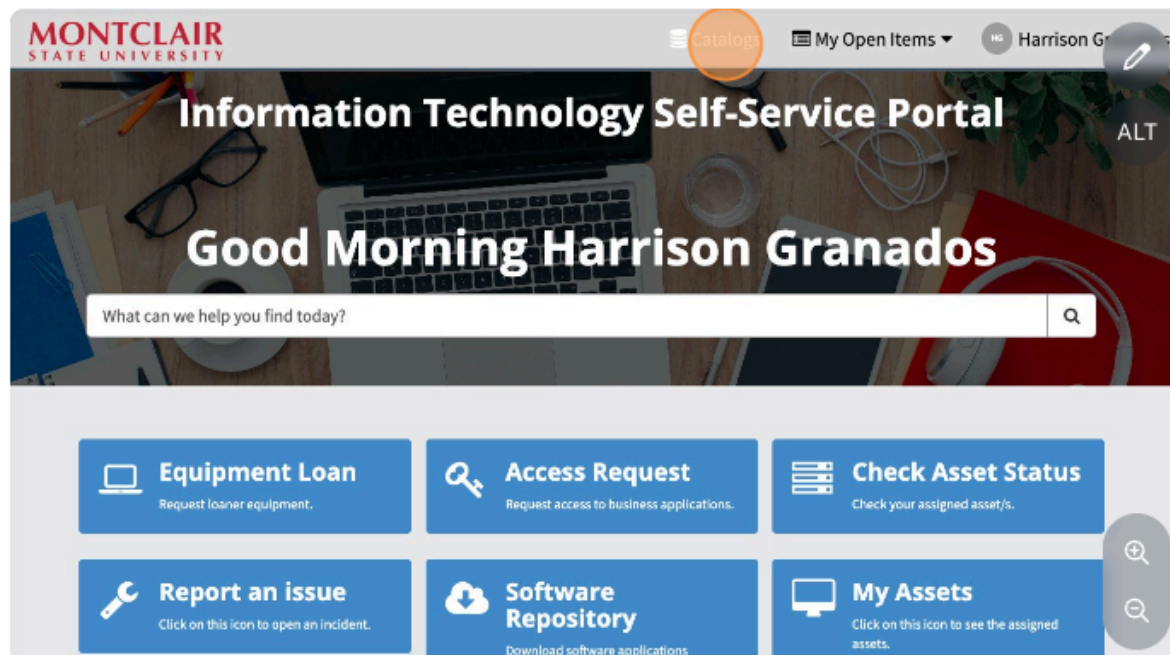 MONTCLAIR
STATE UNIVERSITY
Catalogs
My Open Items
HG
Harrison
ALT
Information Technology Self-Service Portal
Good Morning Harrison Granados
What can we help you find today?
Equipment Loan
Request loaner equipment.
Access Request
Request access to business applications.
Check Asset Status
Check your assigned asset/s.
Report an issue
Click on this icon to open an incident.
Software
Repository
Download software applications
My Assets
Click on this icon to see the assigned
assets.